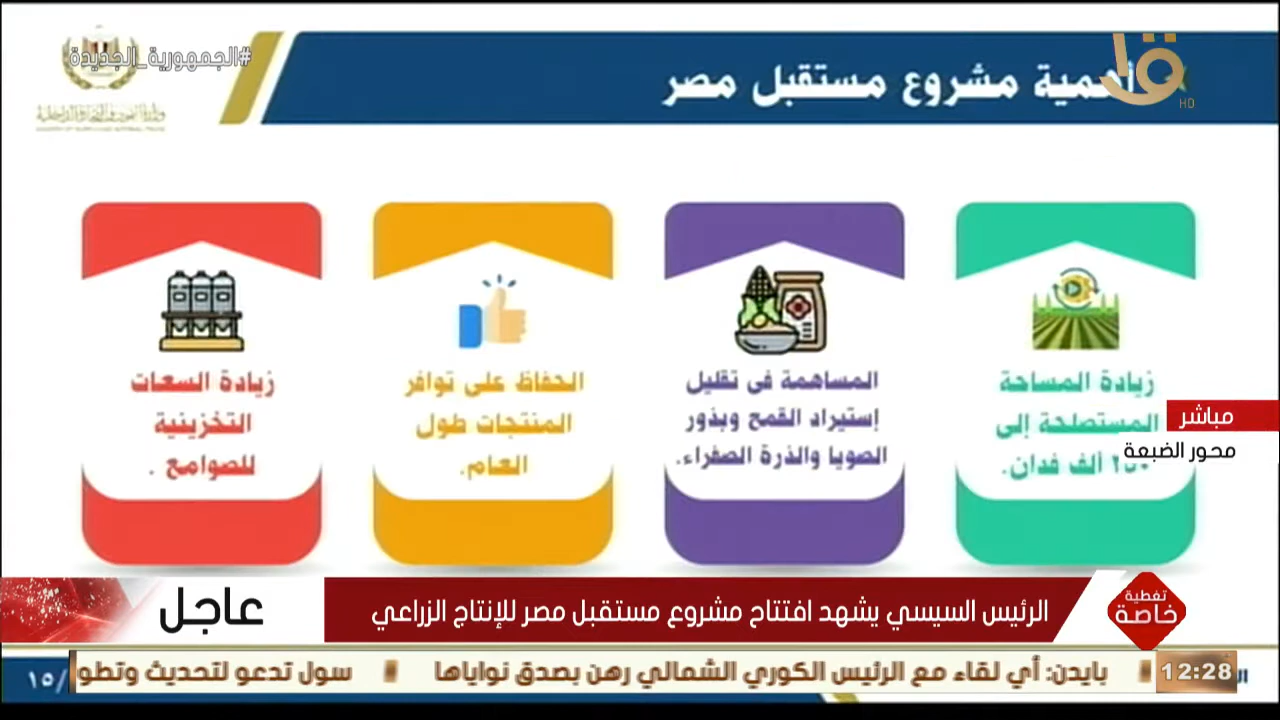 #الجمهورية_الجديدة
أهمية مشروع مستقبل مصر
HD
زيادة المساحة
المستصلحة إلى
ألف فدان.
المساهمة فى تقليل
إستيراد القمح وبذور
الصويا والذرة الصفراء.
الحفاظ على توافر
المنتجات طول
العام.
زيادة السعات
التخزينية
للصوامع .
مباشر
محور الضبعة
تغطية
خاصة
الرئيس السيسي يشهد افتتاح مشروع مستقبل مصر للإنتاج الزراعي
عاجل
12:28
بايدن: أي لقاء مع الرئيس الكوري الشمالي رهن بصدق نواياها
سول تدعو لتحديث وتطو
/١٥